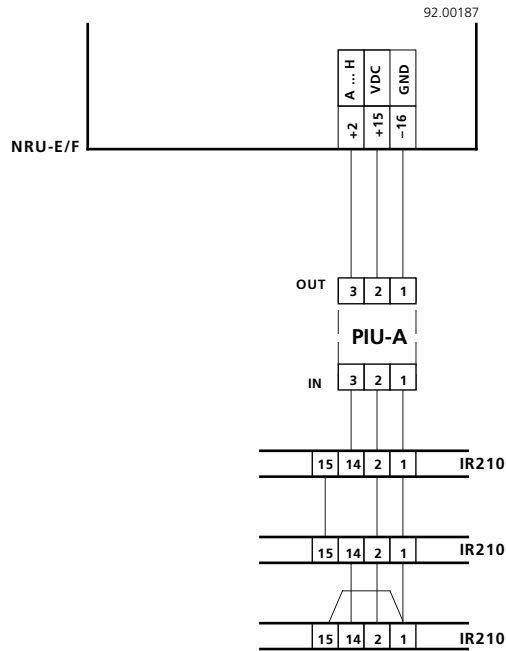 92.00187
A ... H VDC GND
+2 +15 −16
NRU-E/F
OUT 3 2 1
PIU-A
IN 3 2 1
15 14 2 1 IR210
15 14 2 1 IR210
15 14 2 1 IR210